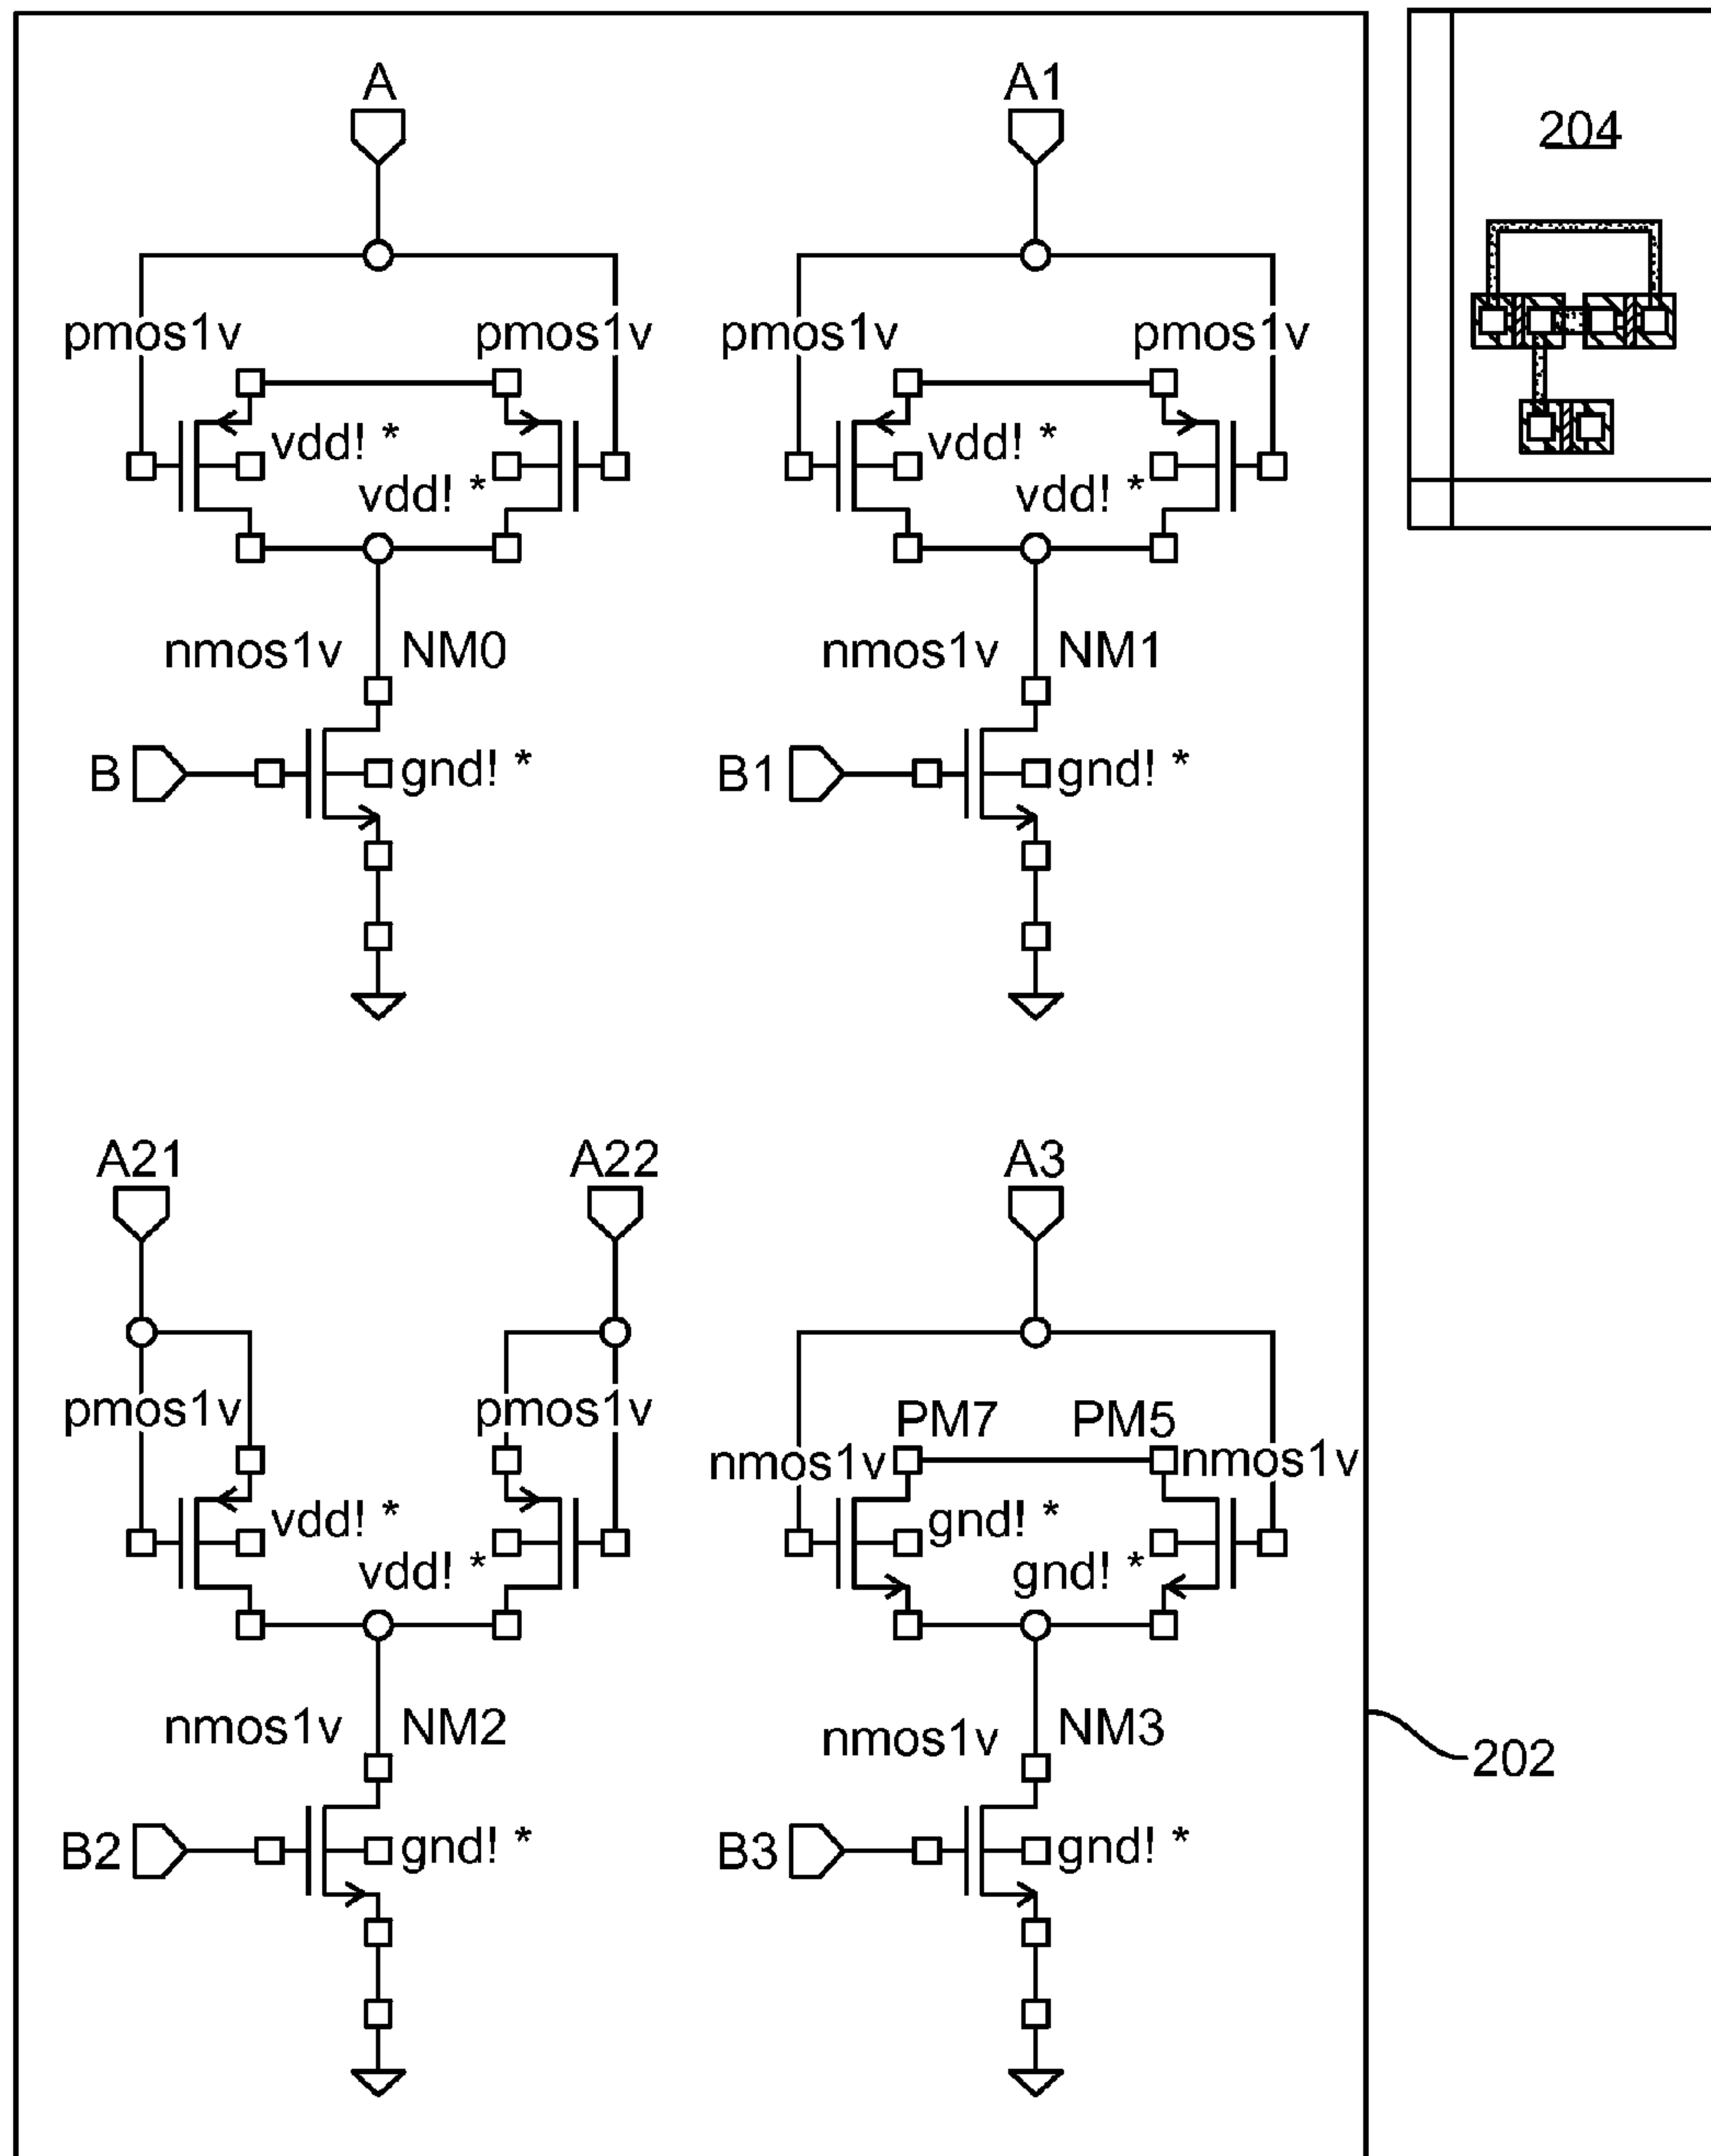 A A1
204
pmos1v pmos1v pmos1v pmos1v
vdd! * vdd! *
vdd! * vdd! *
nmos1v NM0 nmos1v NM1
B gnd! * B1 gnd! *
A21 A22 A3
pmos1v pmos1v PM7 PM5
nmos1v nmos1v
vdd! * gnd! *
vdd! * gnd! *
nmos1v NM2 nmos1v NM3
202
B2 gnd! * B3 gnd! *